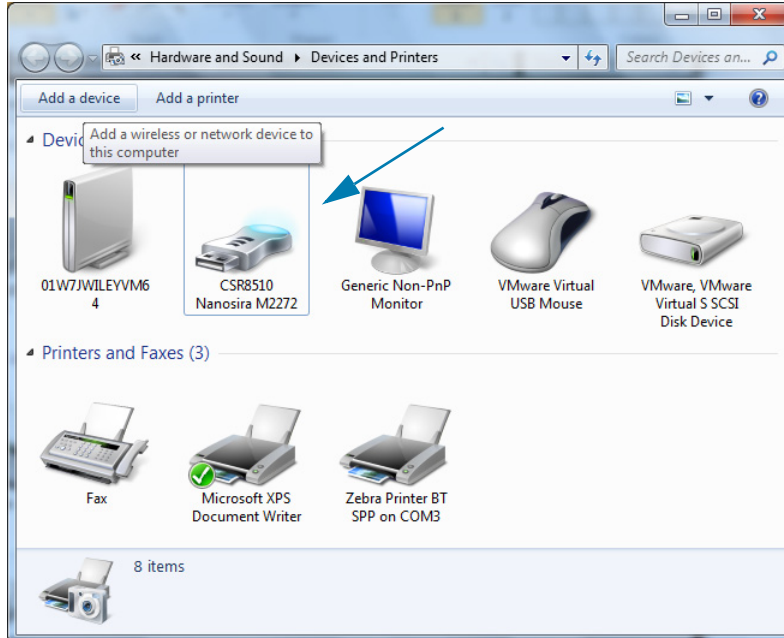 « Hardware and Sound ▸ Devices and Printers
Search Devices an...
Add a device
Add a printer
Add a wireless or network device to
this computer
Devic
01W7JWILEYVM6
4
CSR8510
Nanosira M2272
Generic Non-PnP
Monitor
VMware Virtual
USB Mouse
VMware, VMware
Virtual S SCSI
Disk Device
Printers and Faxes (3)
Fax
Microsoft XPS
Document Writer
Zebra Printer BT
SPP on COM3
8 items